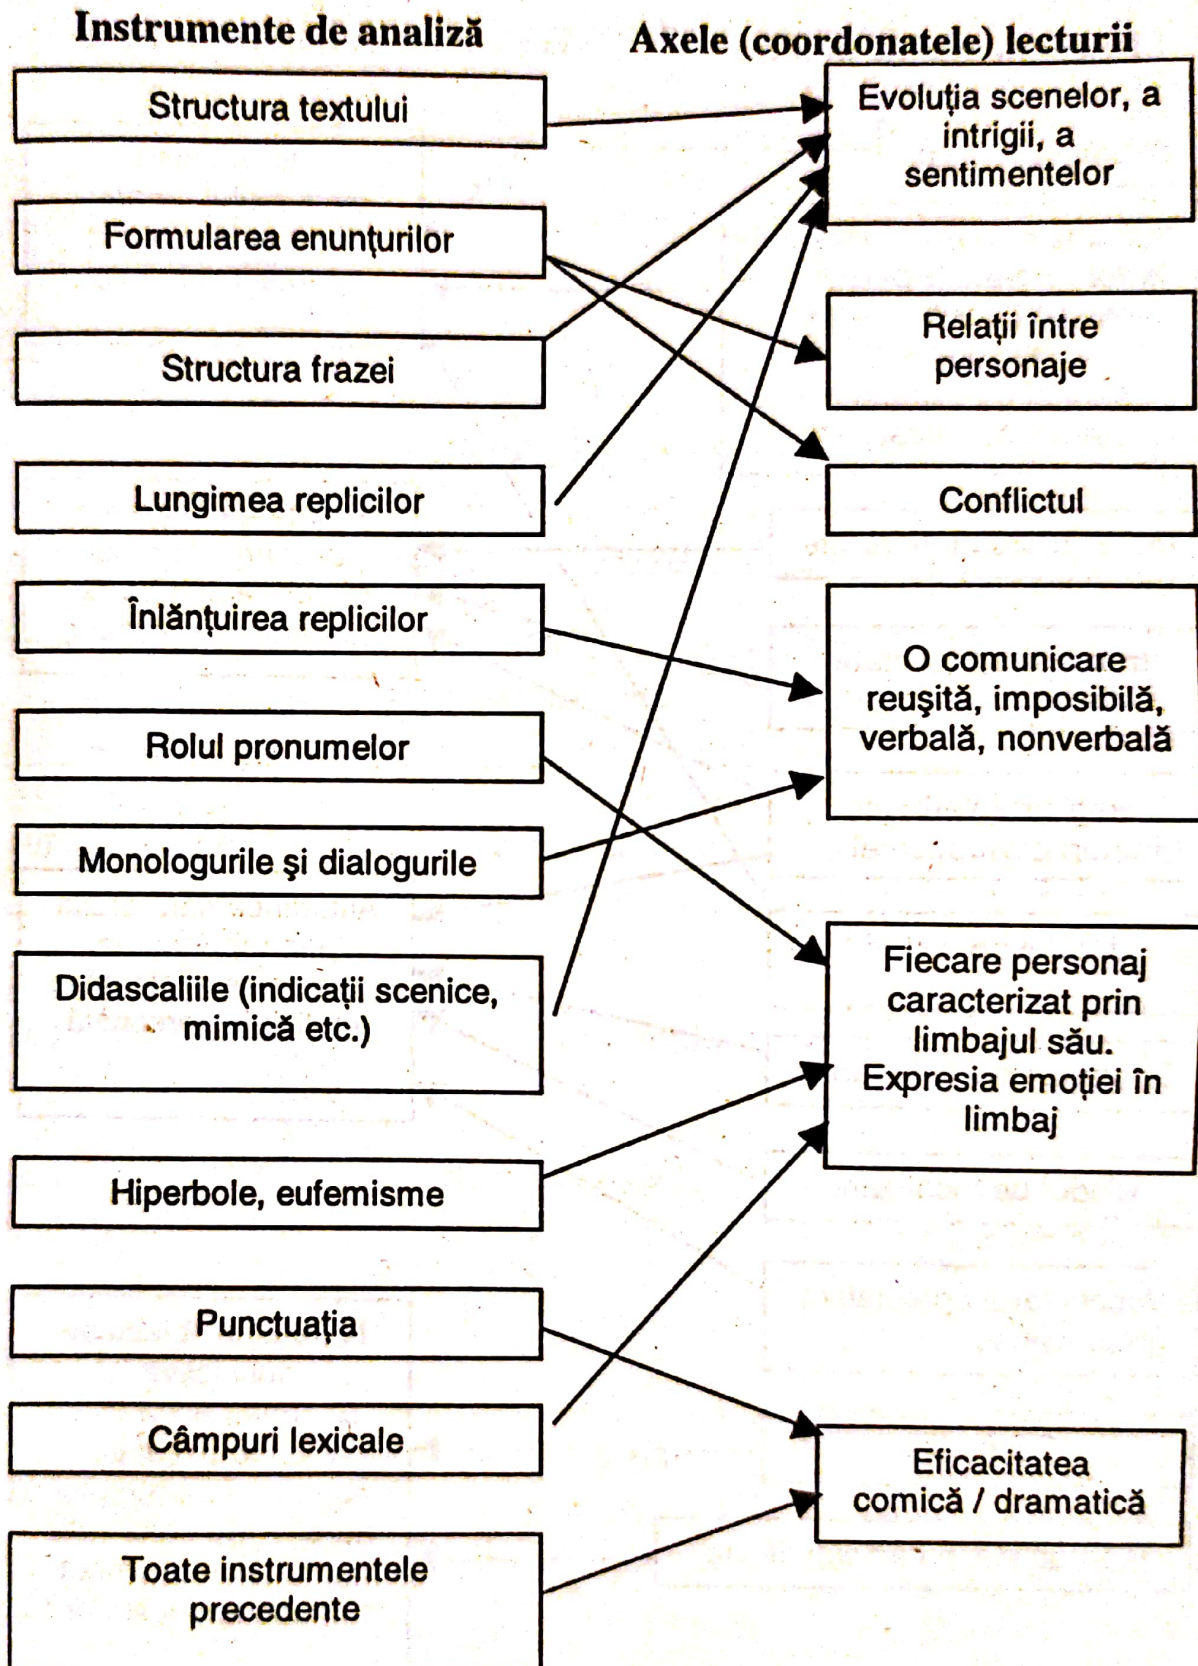 Instrumente de analiză
Structura textului
Formularea enunțurilor
Structura frazei
Lungimea replicilor
Înlănțuirea replicilor
Rolul pronumelor
Monologurile și dialogurile
Didascaliile (indicații scenice,
mimică etc.)
Hiperbole, eufemisme
Punctuația
Câmpuri lexicale
Toate instrumentele
precedente
Axele (coordonatele) lecturii
Evoluția scenelor, a
intrigii, a
sentimentelor
Relații între
personaje
Conflictul
O comunicare
reușită, imposibilă,
verbală, nonverbală
Fiecare personaj
caracterizat prin
limbajul său.
Expresia emoției în
limbaj
Eficacitatea
comică / dramatică